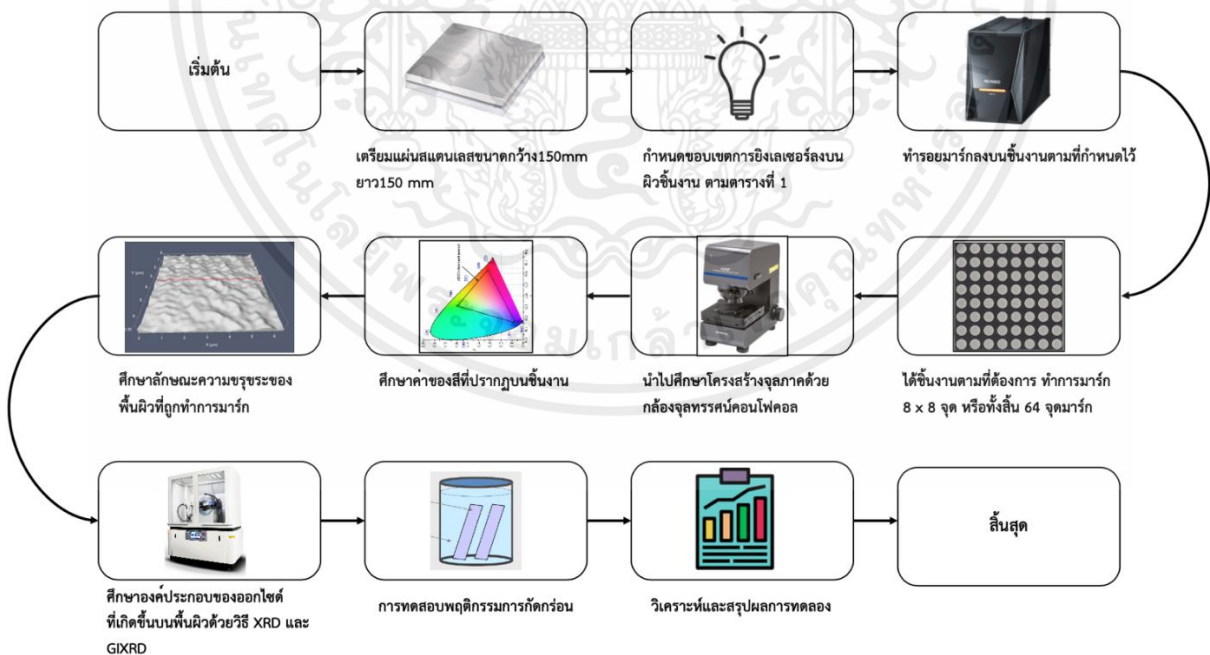 เริ่มต้น
เตรียมแผ่นสแตนเลสขนาดกว้าง150mm
ยาว150 mm
กำหนดขอบเขตการยิงเลเซอร์ลงบน
ผิวชิ้นงาน ตามตารางที่ 1
ทำรอยมาร์กลงบนชิ้นงานตามที่กำหนดไว้
ได้ชิ้นงานตามที่ต้องการ ทำการมาร์ก
8 x 8 จุด หรือทั้งสิ้น 64 จุดมาร์ก
นำไปศึกษาโครงสร้างจุลภาคด้วย
กล้องจุลทรรศน์คอนโฟคอล
ศึกษาค่าของสีที่ปรากฏบนชิ้นงาน
ศึกษาลักษณะความขรุขระของ
พื้นผิวที่ถูกทำการมาร์ก
ศึกษาองค์ประกอบของออกไซด์
ที่เกิดขึ้นบนพื้นผิวด้วยวิธี XRD และ
GIXRD
การทดสอบพฤติกรรมการกัดกร่อน
วิเคราะห์และสรุปผลการทดลอง
สิ้นสุด